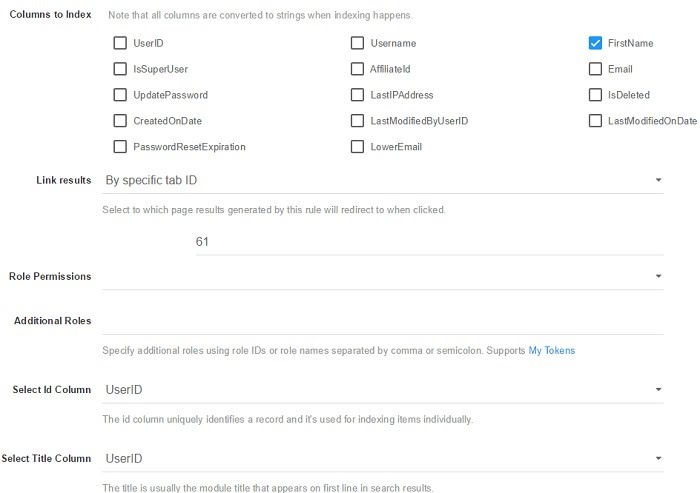 Columns to Index Note that all columns are converted to strings when indexing happens.
UserID Username FirstName
IsSuperUser AffiliateId Email
UpdatePassword LastIPAddress IsDeleted
CreatedOnDate LastModifiedByUserID LastModifiedOnDate
PasswordResetExpiration LowerEmail
Link results By specific tab ID
Select to which page results generated by this rule will redirect to when clicked.
61
Role Permissions
Additional Roles
Specify additional roles using role IDs or role names separated by comma or semicolon. Supports My Tokens
Select Id Column UserID
The id column uniquely identifies a record and it's used for indexing items individually.
Select Title Column UserID
The title is usually the module title that appears on first line in search results.